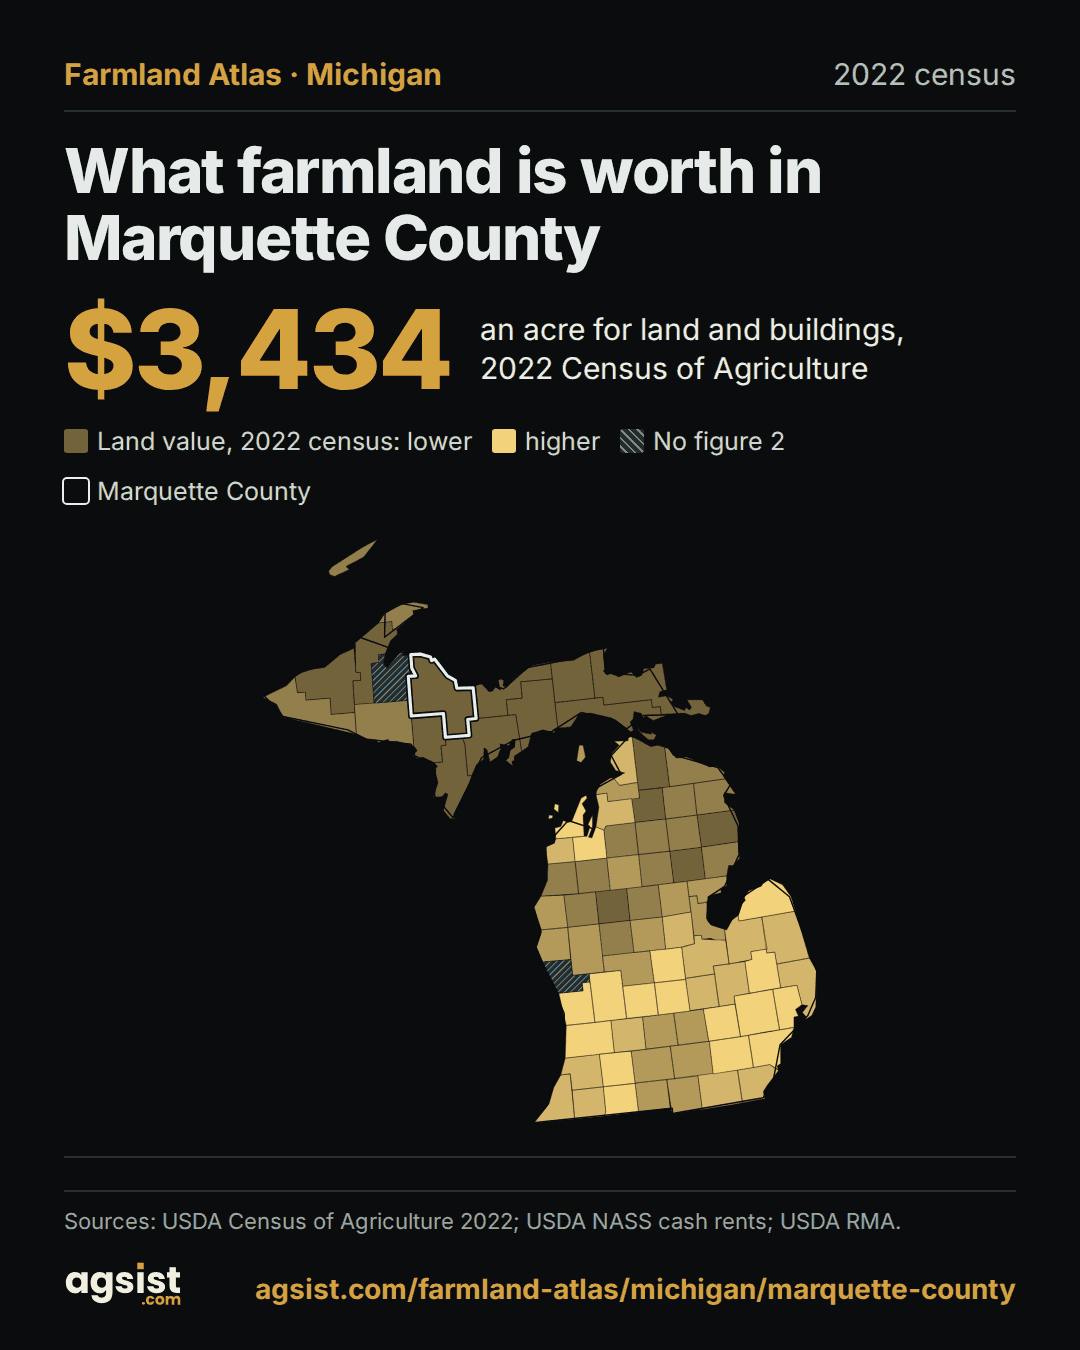 Farmland Atlas · Michigan
2022 census
What farmland is worth in
Marquette County
$3,434
an acre for land and buildings,
2022 Census of Agriculture
Land value, 2022 census: lower
higher
No figure 2
Marquette County
Sources: USDA Census of Agriculture 2022; USDA NASS cash rents; USDA RMA.
agsist
.com
agsist.com/farmland-atlas/michigan/marquette-county